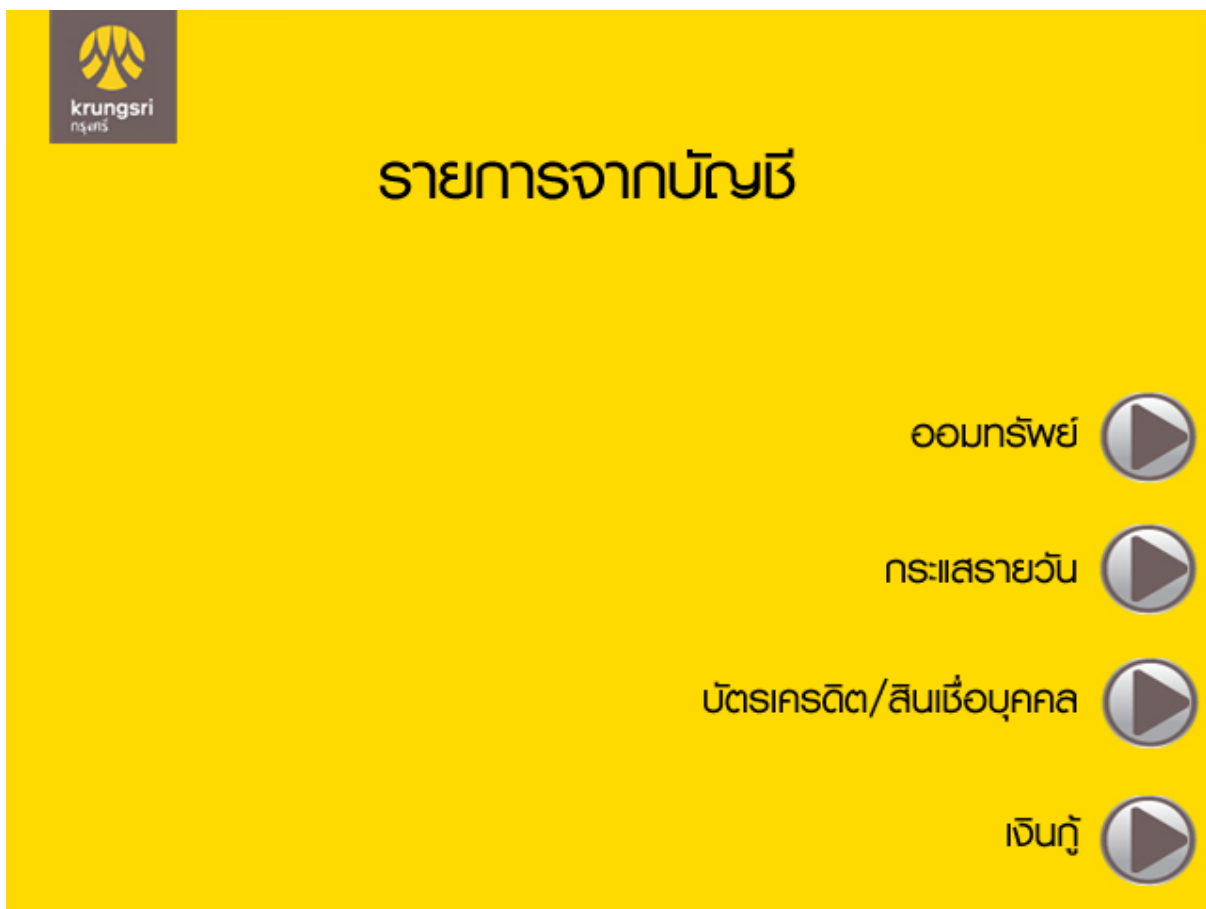 krungsri
กรุงศรี
รายการจากบัญชี
ออมทรัพย์
กระแสรายวัน
บัตรเครดิต/สินเชื่อบุคคล
เงินกู้